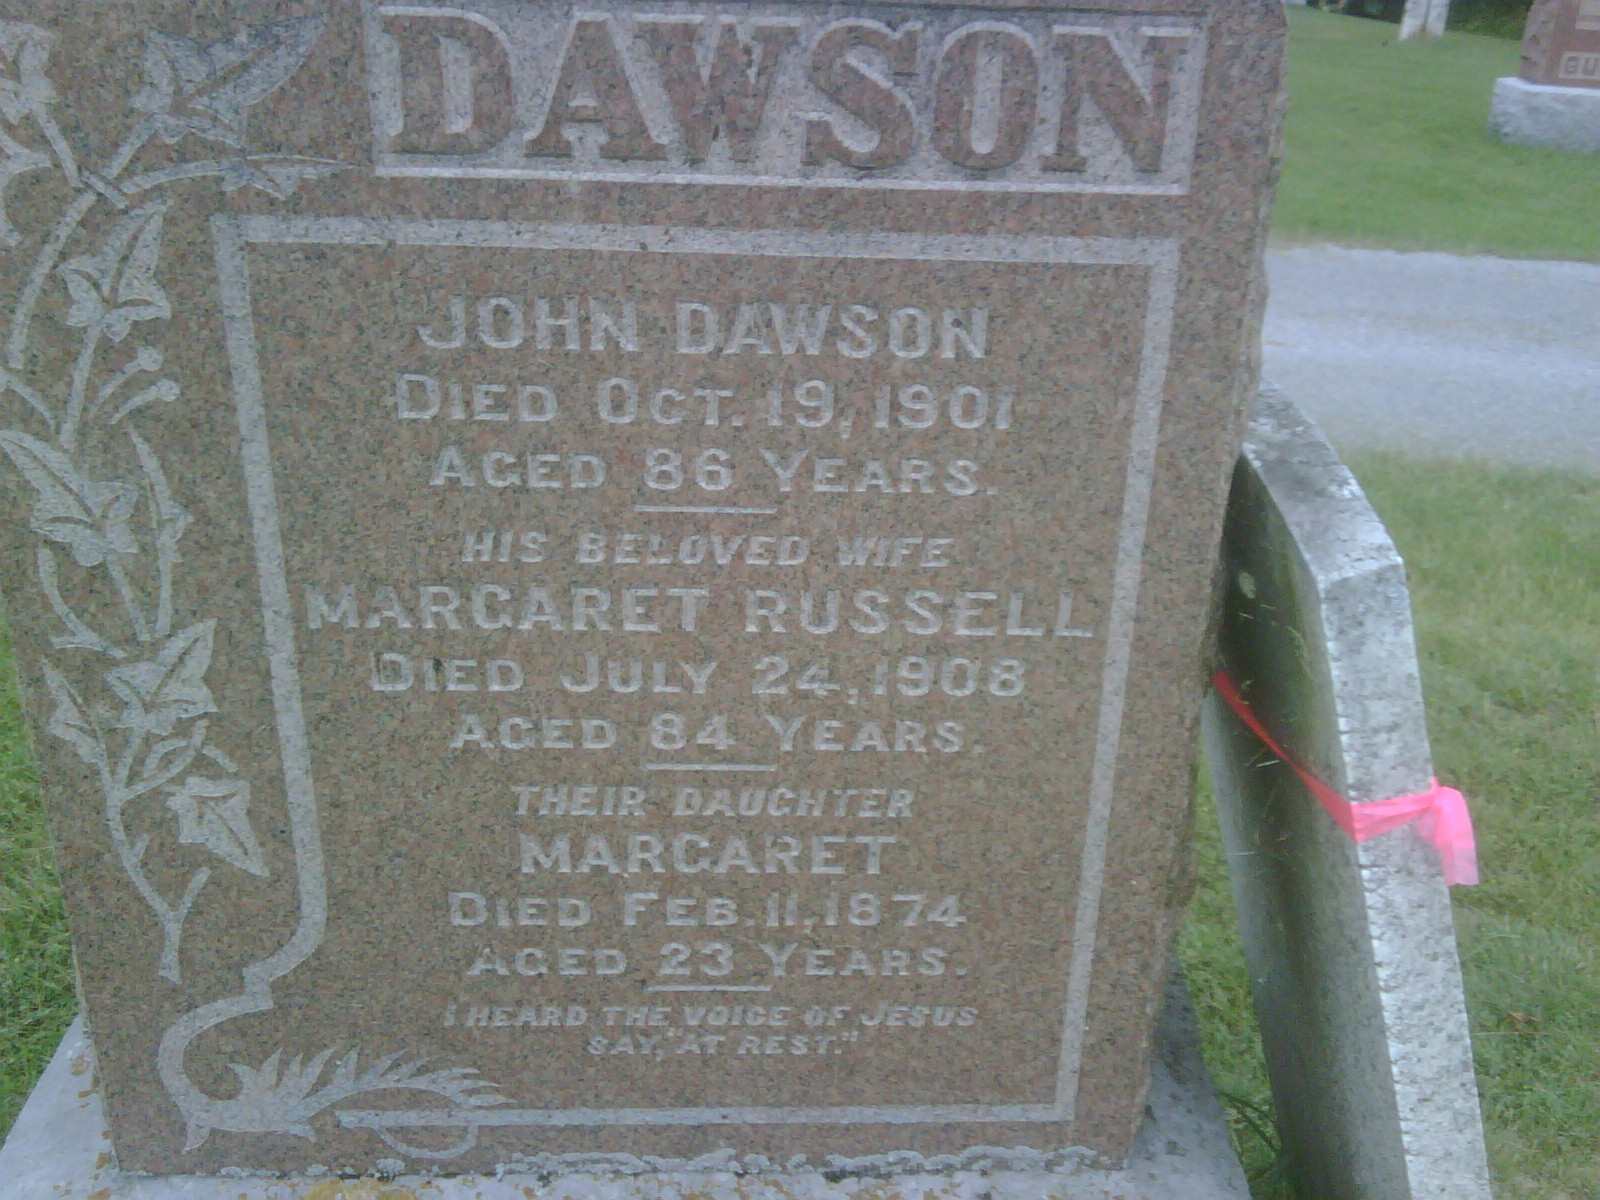 DAWSON
JOHN DAWSON
DIED OCT. 19, 1901
AGED 86 YEARS.
HIS BELOVED WIFE
MARGARET RUSSELL
DIED JULY 24, 1908
AGED 84 YEARS.
THEIR DAUGHTER
MARGARET
DIED FEB. 11, 1874
AGED 23 YEARS.
I HEARD THE VOICE OF JESUS
SAY, "AT REST."